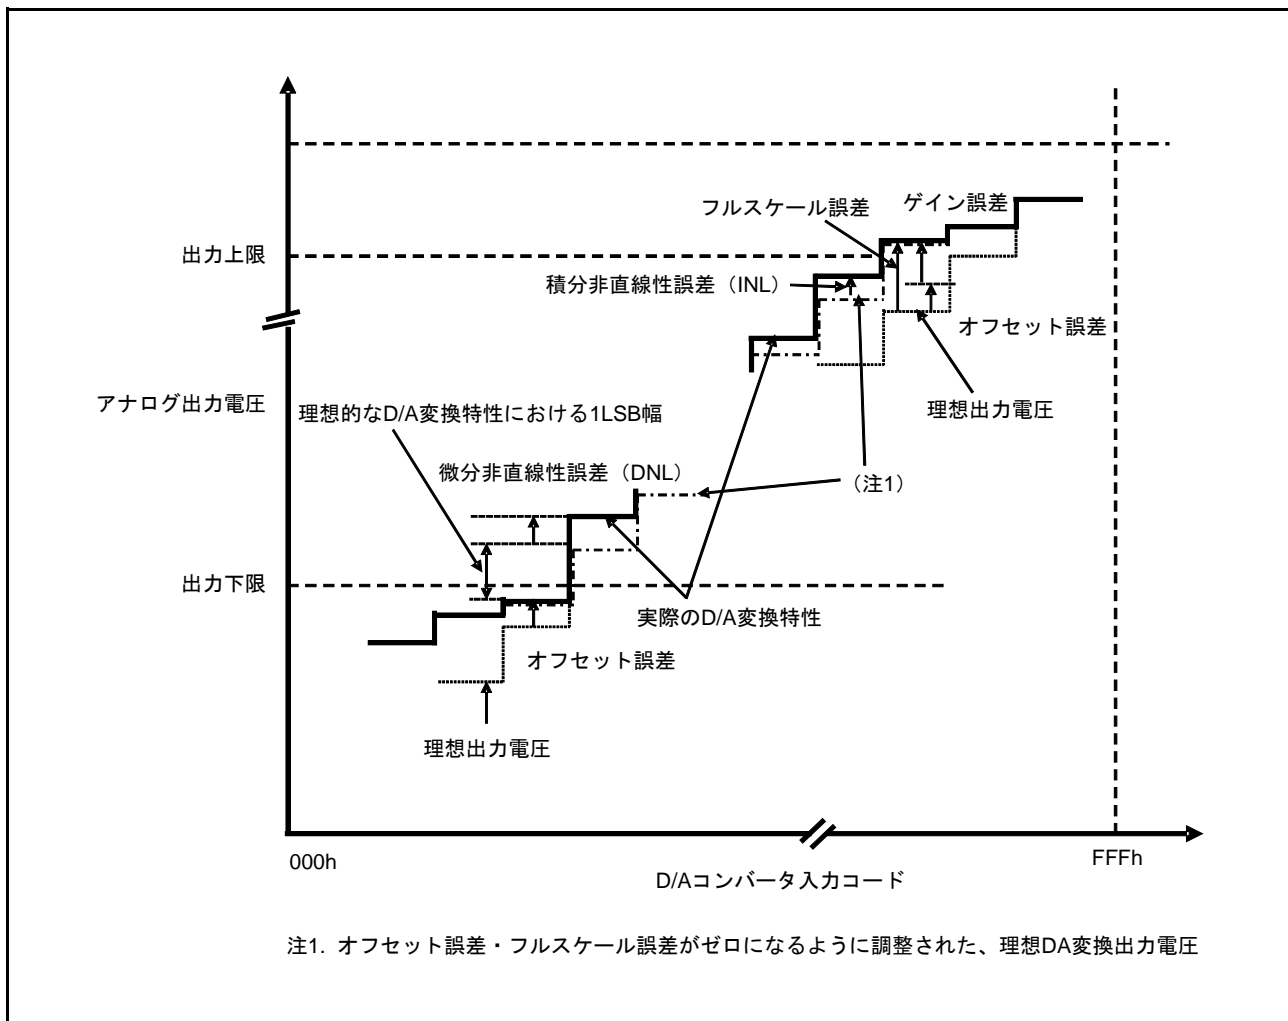 フルスケール誤差
ゲイン誤差
出力上限
積分非直線性誤差（INL）
オフセット誤差
アナログ出力電圧
理想的なD/A変換特性における1LSB幅
理想出力電圧
微分非直線性誤差（DNL）
（注1）
出力下限
実際のD/A変換特性
オフセット誤差
理想出力電圧
000h
FFFh
D/Aコンバータ入力コード
注1. オフセット誤差・フルスケール誤差がゼロになるように調整された、理想DA変換出力電圧